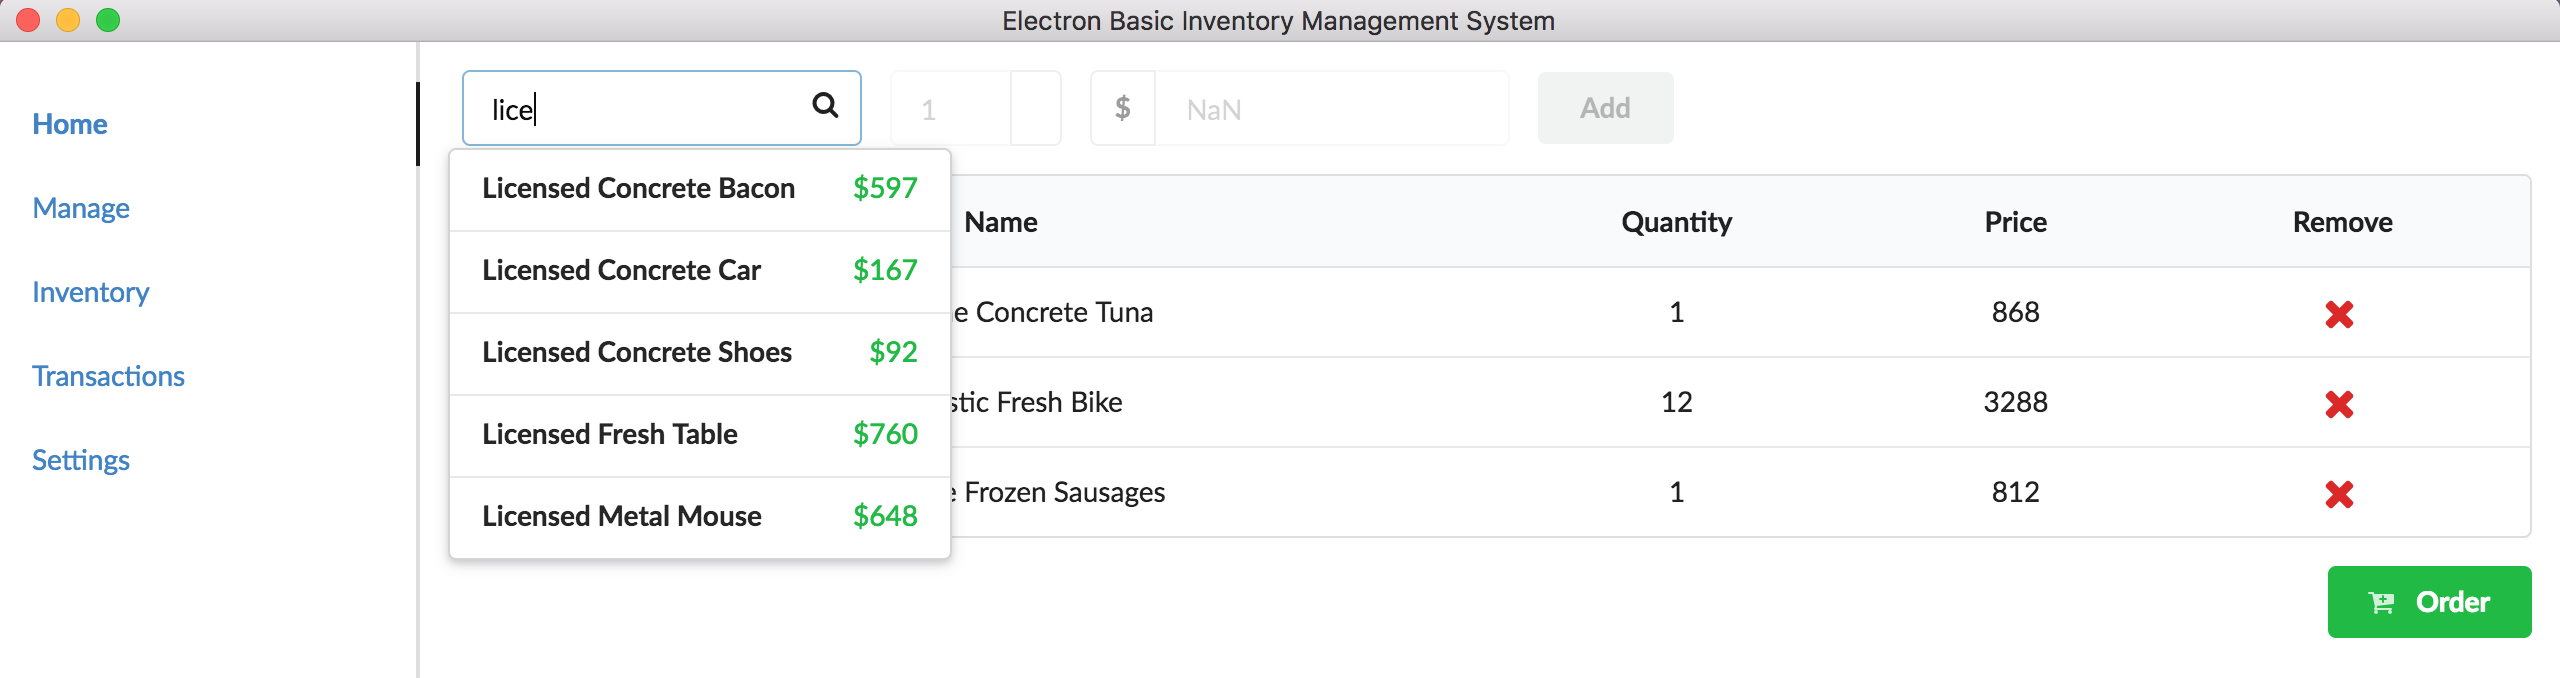 Electron Basic Inventory Management System
Home
Manage
Inventory
Transactions
Settings
lice
1
$ NaN
Add
Licensed Concrete Bacon $597
Licensed Concrete Car $167
Licensed Concrete Shoes $92
Licensed Fresh Table $760
Licensed Metal Mouse $648
Name Quantity Price Remove
Concrete Tuna 1 868
Fresh Bike 12 3288
Frozen Sausages 1 812
Order